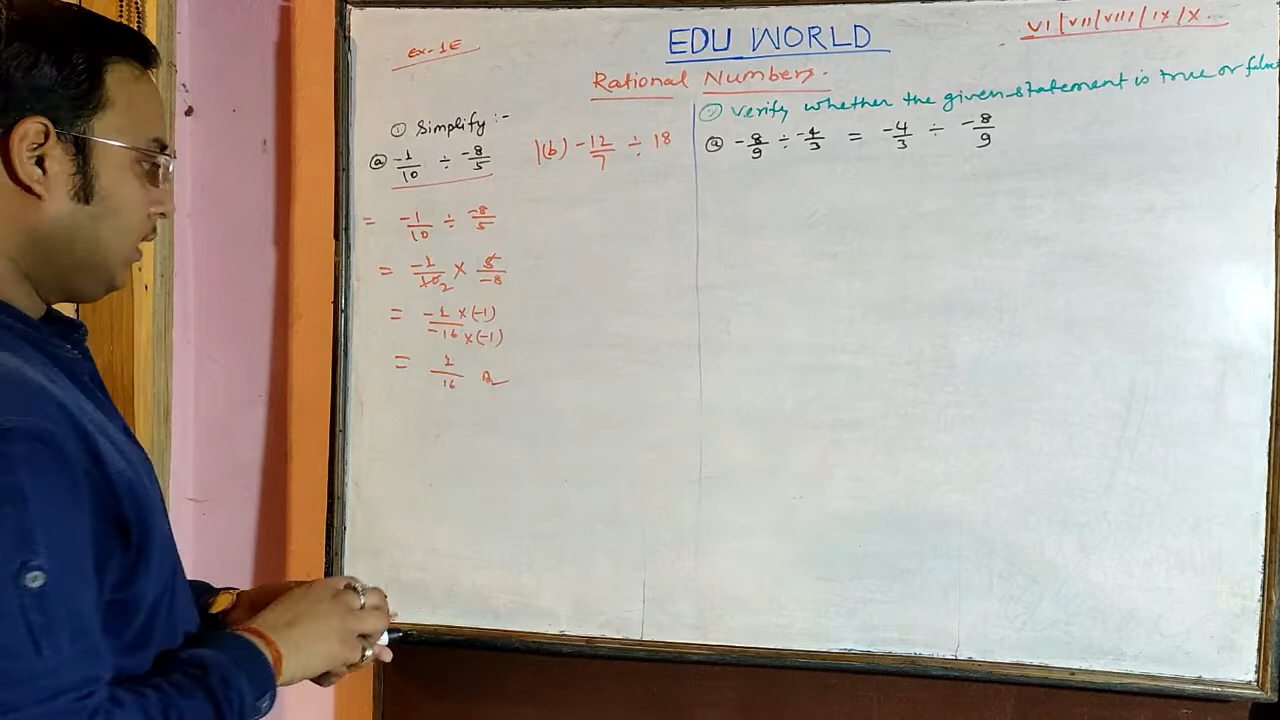 EX-1E
EDU WORLD
VI/VII/VIII/IX/X...
Rational Numbers.
① Simplify :-
ⓐ -1/10 ÷ -8/5
= -1/10 ÷ -8/5
= -1/10 2 × 5/-8
= -1×(-1)/-16×(-1)
= 1/16
1(b) -12/7 ÷ 18
② Verify whether the given statement is true or false
ⓐ -8/9 ÷ -4/3 = -4/3 ÷ -8/9